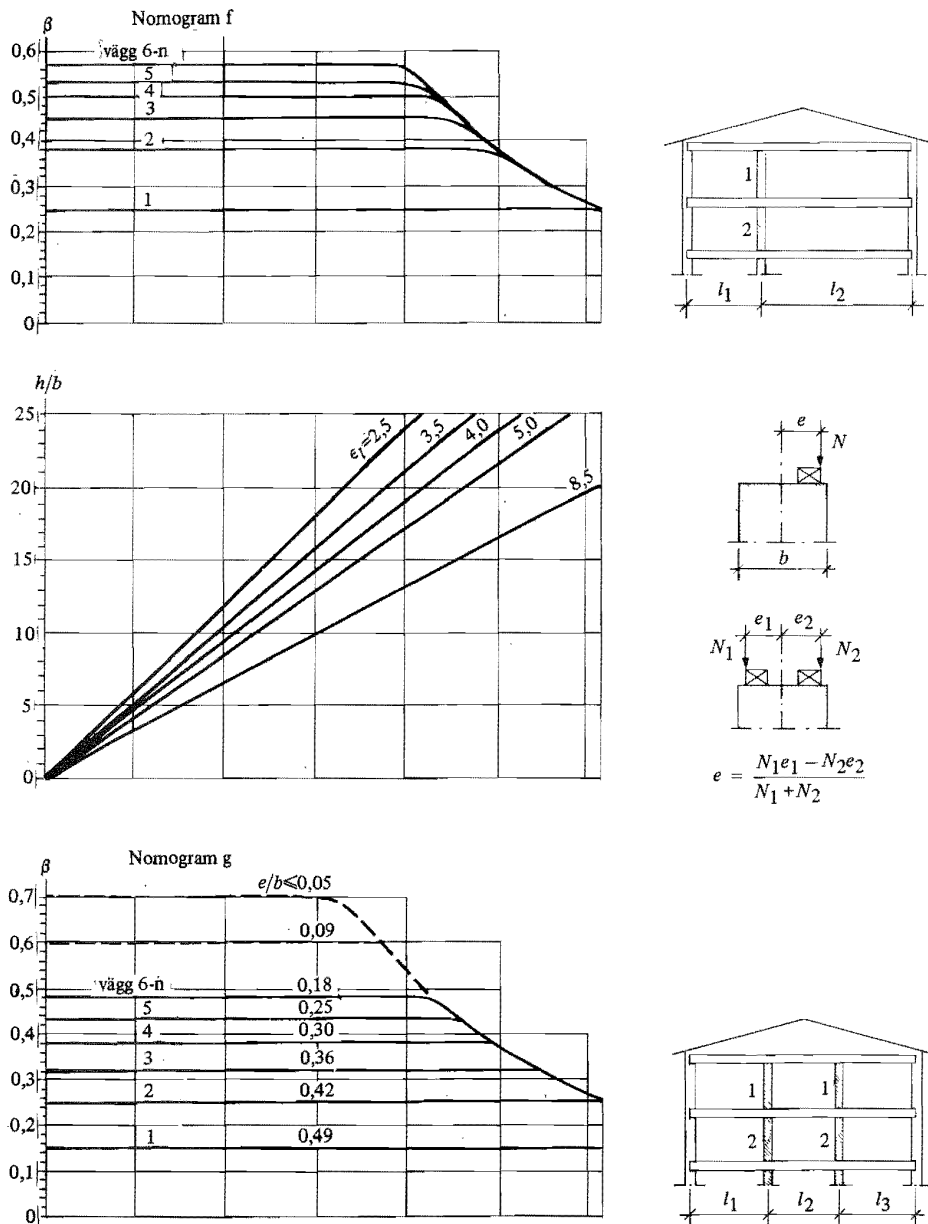 β
Nomogram f
0,6
vägg 6-n
5
0,5
4
3
0,4
2
0,3
1
0,2
0,1
0
1
2
l1
l2
h/b
25
20
15
10
5
0
ϵf=2,5
3,5
4,0
5,0
8,5
e
N
b
e1
e2
N1
N2
e = N1e1 – N2e2 / N1 + N2
β
Nomogram g
e/b≤0,05
0,7
0,09
0,6
vägg 6-n
0,18
0,5
5
0,25
0,4
4
0,30
3
0,36
0,3
2
0,42
0,2
1
0,49
0,1
0
1
1
2
2
l1
l2
l3